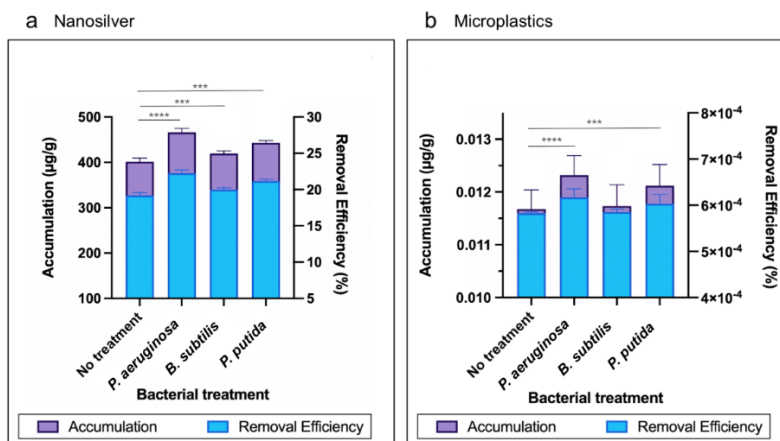 a Nanosilver
500
400
300
200
100
Accumulation (µg/g)
30
25
20
15
10
5
Removal Efficiency (%)
***
***
****
No treatment
P. aeruginosa
B. subtilis
P. putida
Bacterial treatment
Accumulation
Removal Efficiency
b Microplastics
0.013
0.012
0.011
0.010
Accumulation (µg/g)
8×10⁻⁴
7×10⁻⁴
6×10⁻⁴
5×10⁻⁴
4×10⁻⁴
Removal Efficiency (%)
***
****
No treatment
P. aeruginosa
B. subtilis
P. putida
Bacterial treatment
Accumulation
Removal Efficiency